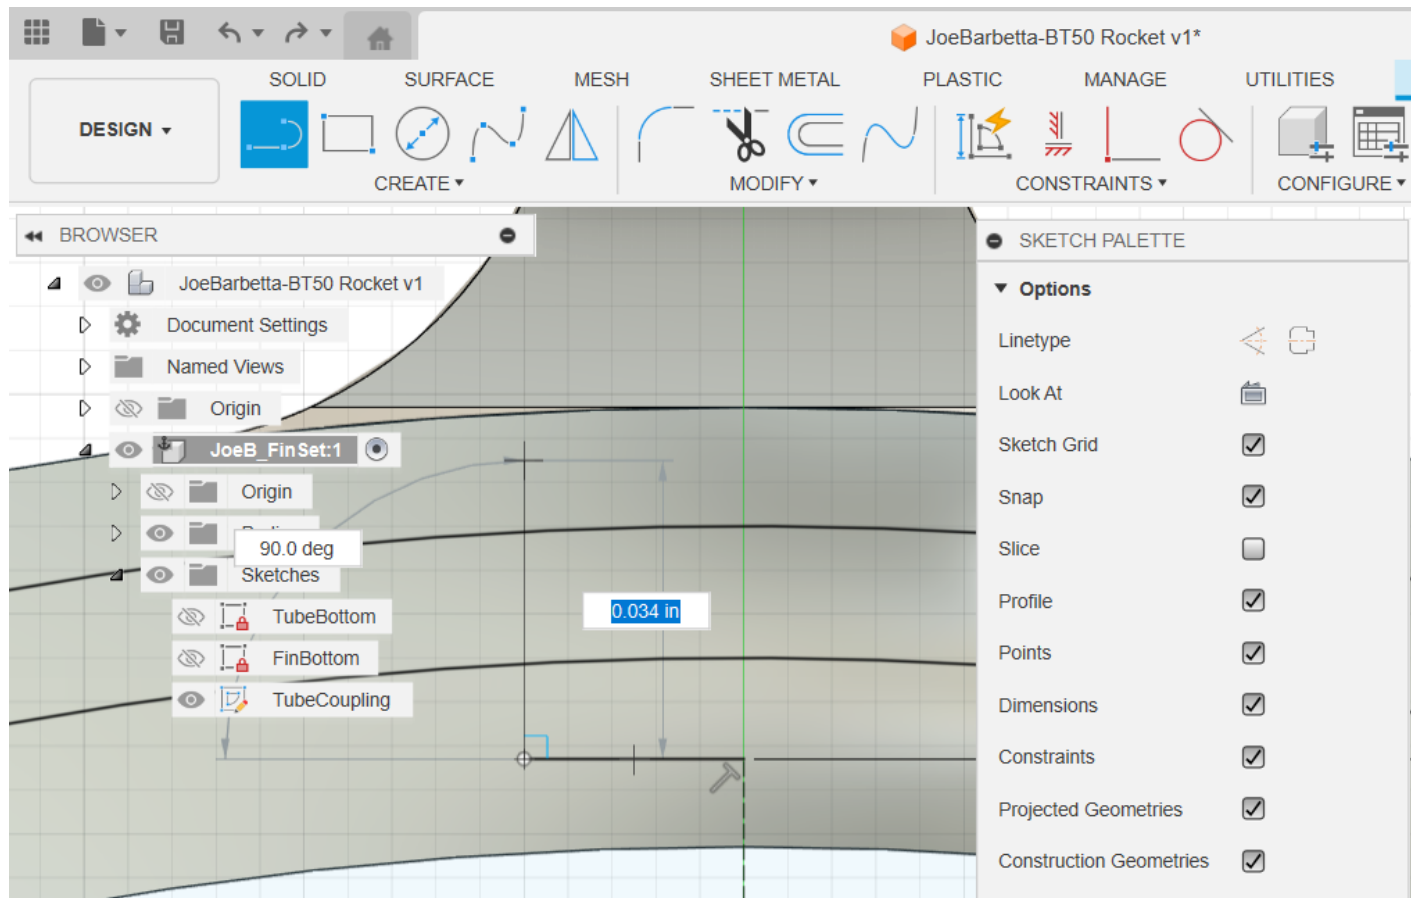 JoeBarbetta-BT50 Rocket v1*
SOLID SURFACE MESH SHEET METAL PLASTIC MANAGE UTILITIES
DESIGN
CREATE MODIFY CONSTRAINTS CONFIGURE
BROWSER
JoeBarbetta-BT50 Rocket v1
Document Settings
Named Views
Origin
JoeB_FinSet:1
Origin
90.0 deg
Sketches
TubeBottom
FinBottom
TubeCoupling
0.034 in
SKETCH PALETTE
Options
Linetype
Look At
Sketch Grid
Snap
Slice
Profile
Points
Dimensions
Constraints
Projected Geometries
Construction Geometries